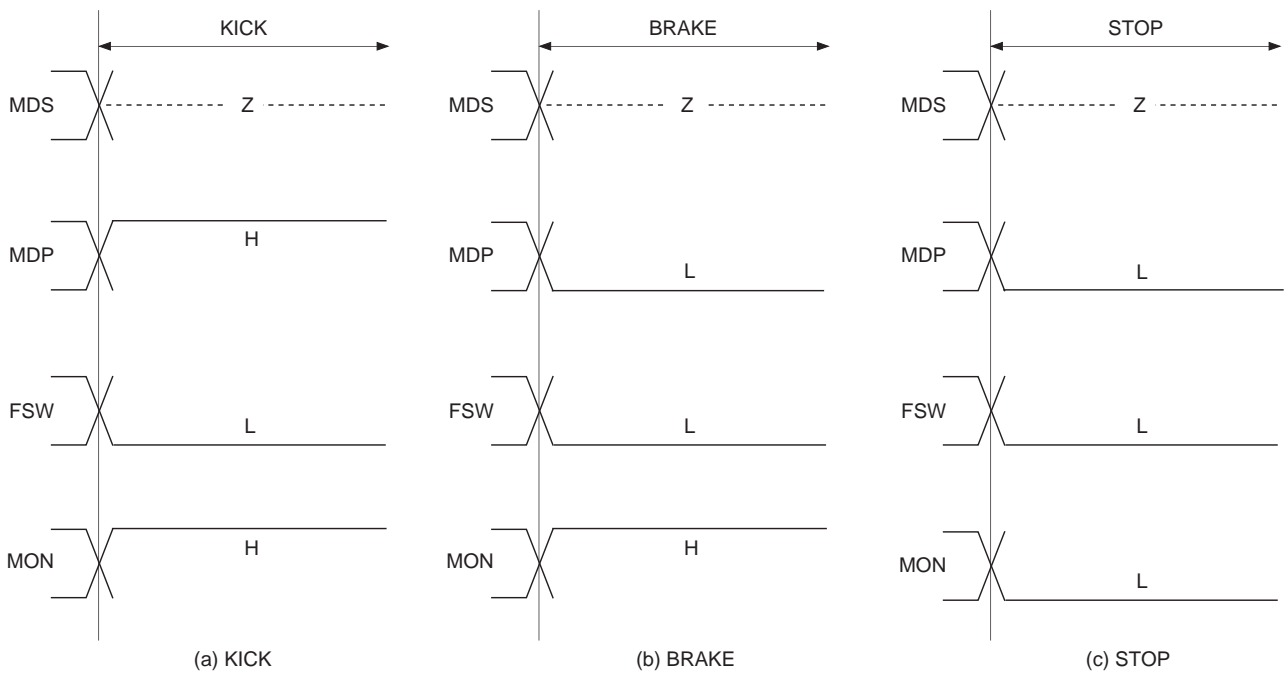 KICK
MDS
Z
MDP
H
FSW
L
MON
H
(a) KICK
BRAKE
MDS
Z
MDP
L
FSW
L
MON
H
(b) BRAKE
STOP
MDS
Z
MDP
L
FSW
L
MON
L
(c) STOP